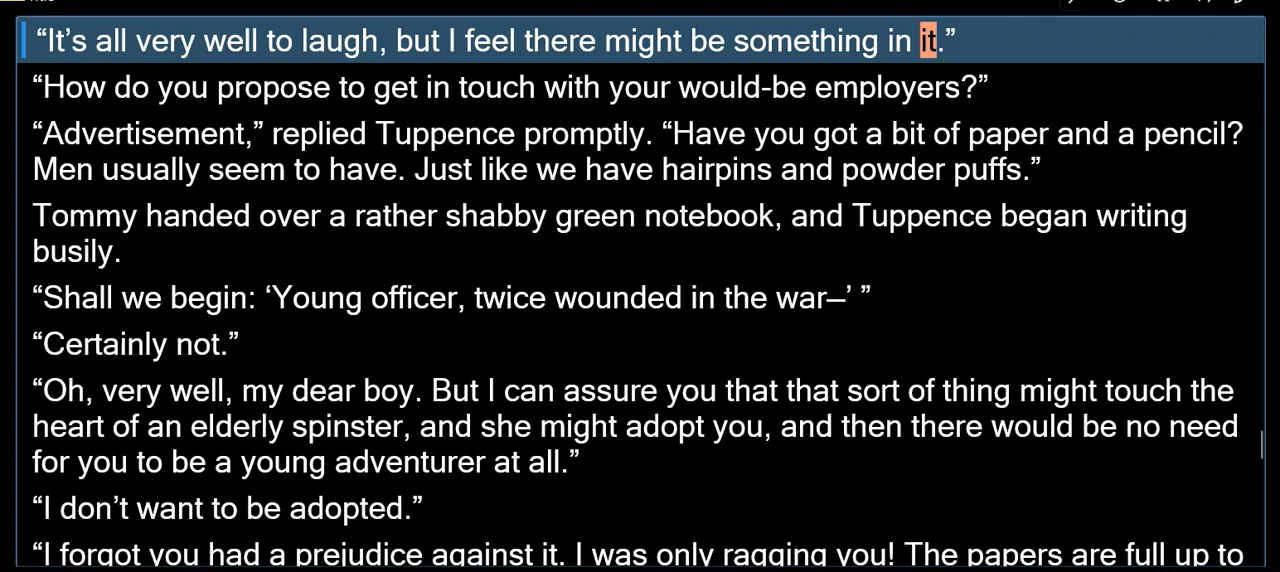 “It’s all very well to laugh, but I feel there might be something in it.”
“How do you propose to get in touch with your would-be employers?”
“Advertisement,” replied Tuppence promptly. “Have you got a bit of paper and a pencil?
Men usually seem to have. Just like we have hairpins and powder puffs.”
Tommy handed over a rather shabby green notebook, and Tuppence began writing
busily.
“Shall we begin: ‘Young officer, twice wounded in the war—’ ”
“Certainly not.”
“Oh, very well, my dear boy. But I can assure you that that sort of thing might touch the
heart of an elderly spinster, and she might adopt you, and then there would be no need
for you to be a young adventurer at all.”
“I don’t want to be adopted.”
“I forgot you had a prejudice against it. I was only ragging you! The papers are full up to